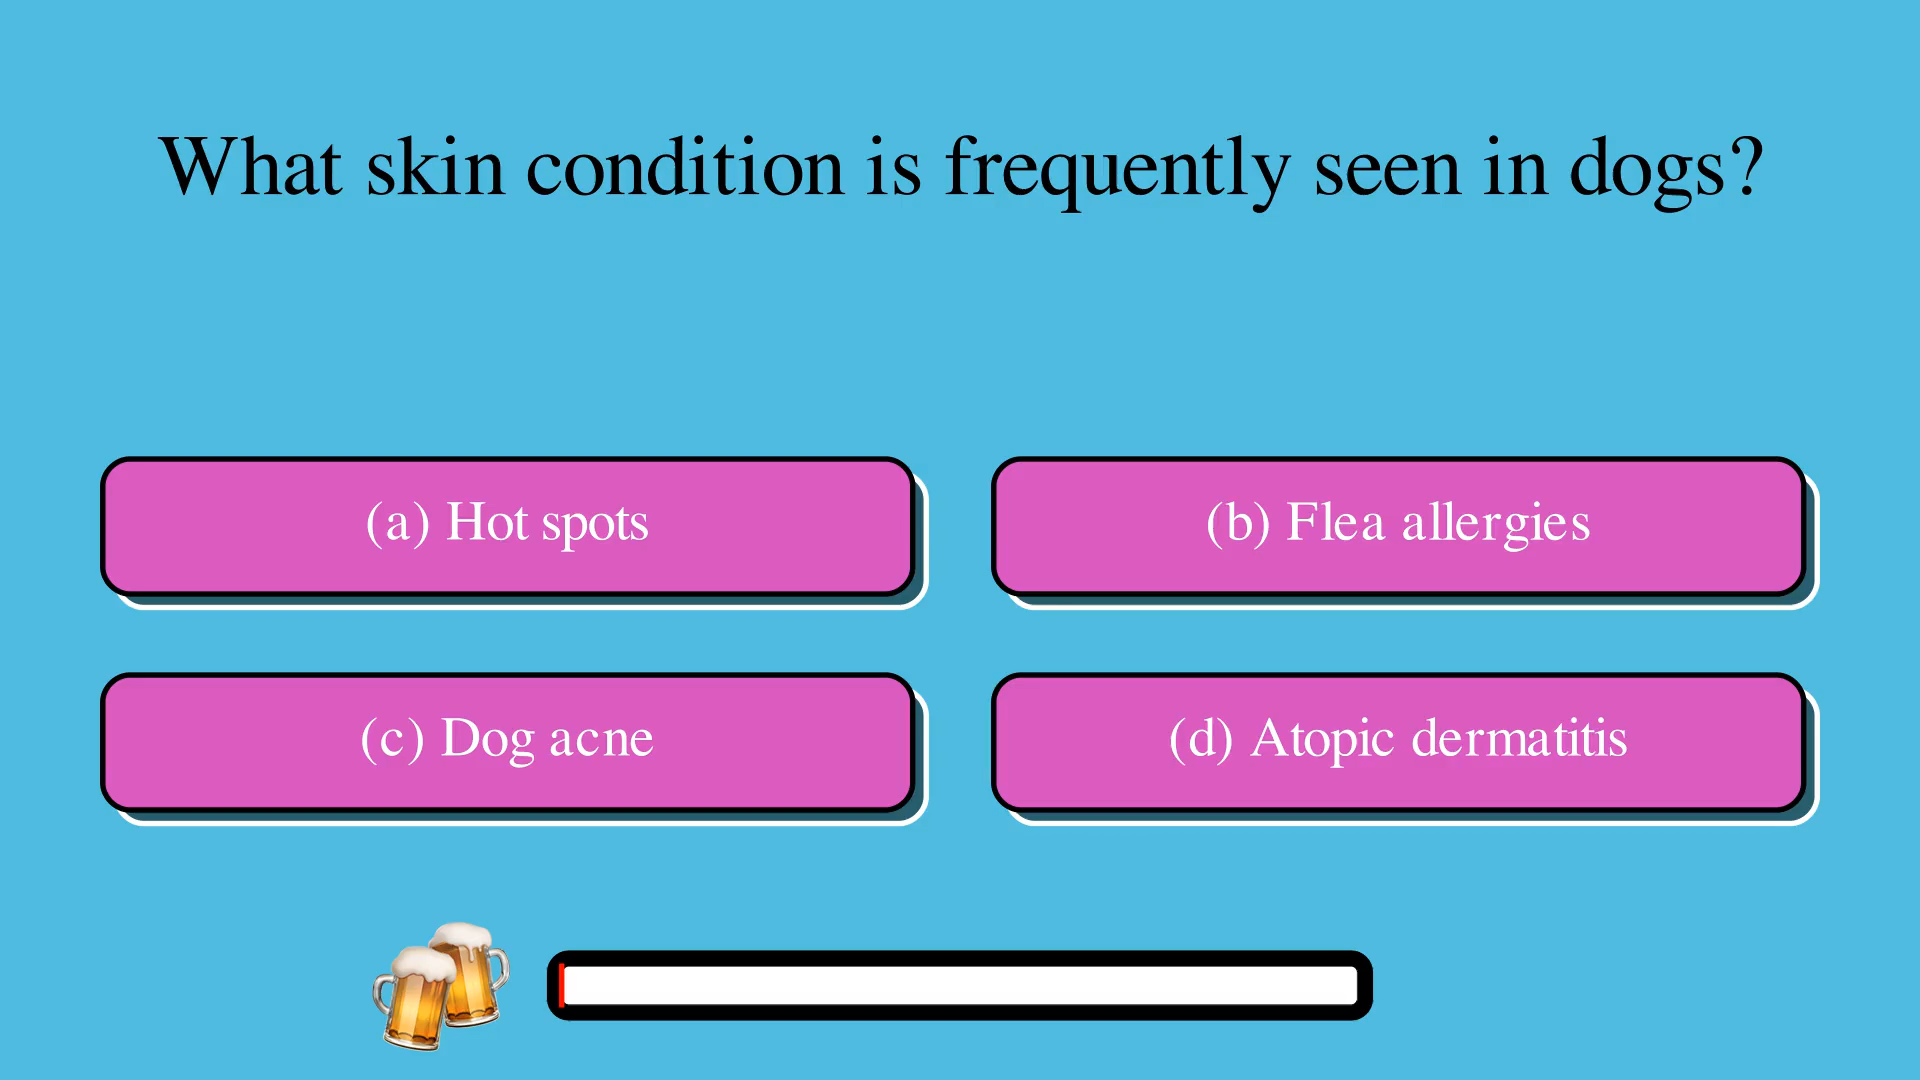 What skin condition is frequently seen in dogs?
(a) Hot spots
(b) Flea allergies
(c) Dog acne
(d) Atopic dermatitis